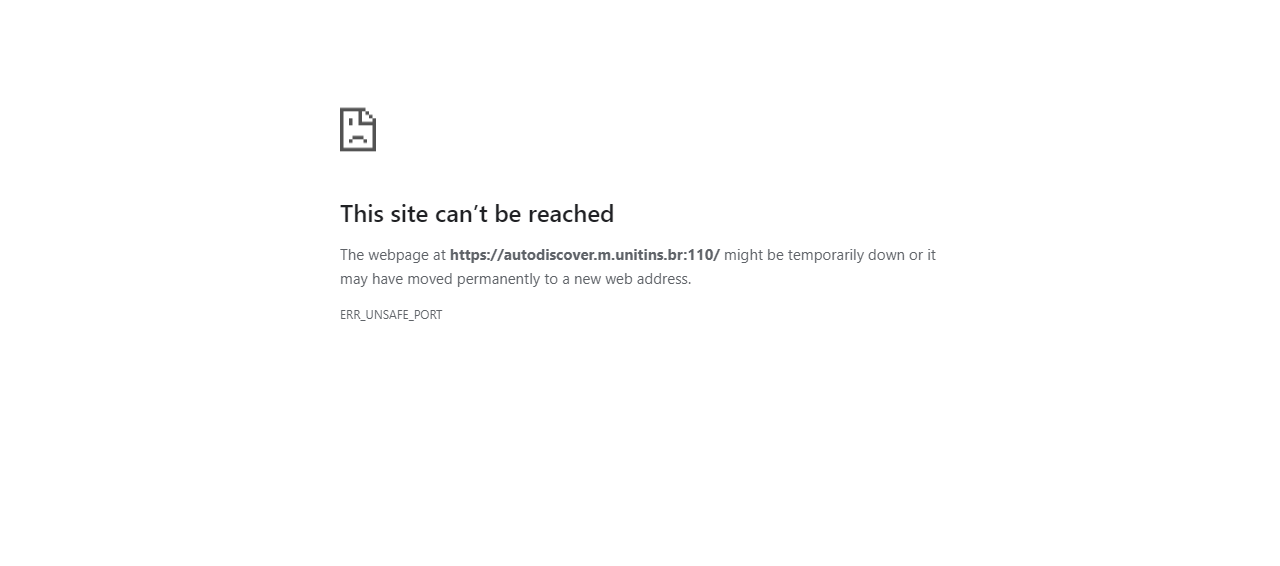 This site can’t be reached
The webpage at https://autodiscover.m.unitins.br:110/ might be temporarily down or it
may have moved permanently to a new web address.
ERR_UNSAFE_PORT